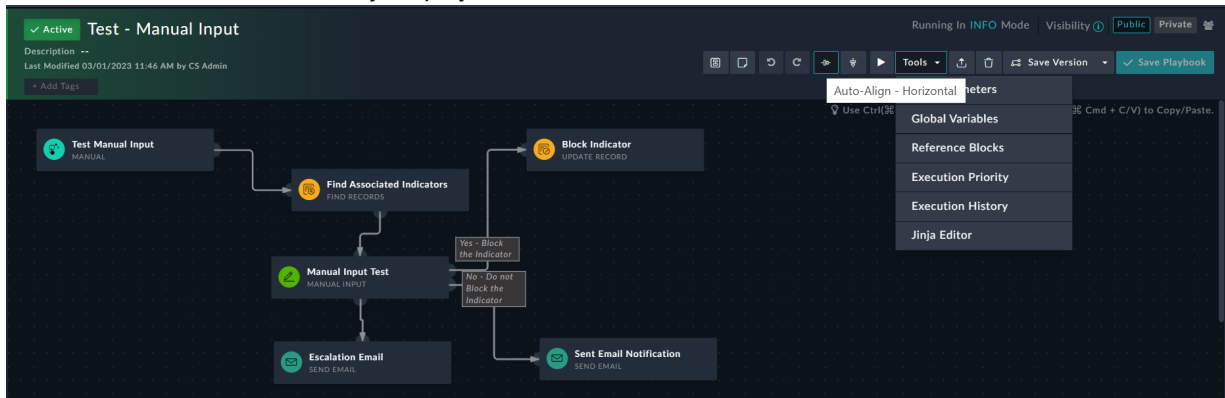 Active Test - Manual Input
Running In INFO Mode Visibility Public Private
Description --
Last Modified 03/01/2023 11:46 AM by CS Admin
Tools Save Version Save Playbook
+ Add Tags
Auto-Align - Horizontal
Use Ctrl(⌘ Cmd + C/V) to Copy/Paste.
Global Variables
Reference Blocks
Execution Priority
Execution History
Jinja Editor
Test Manual Input
MANUAL
Block Indicator
UPDATE RECORD
Find Associated Indicators
FIND RECORDS
Yes - Block
the Indicator
Manual Input Test
MANUAL INPUT
No - Do not
Block the
Indicator
Escalation Email
SEND EMAIL
Sent Email Notification
SEND EMAIL